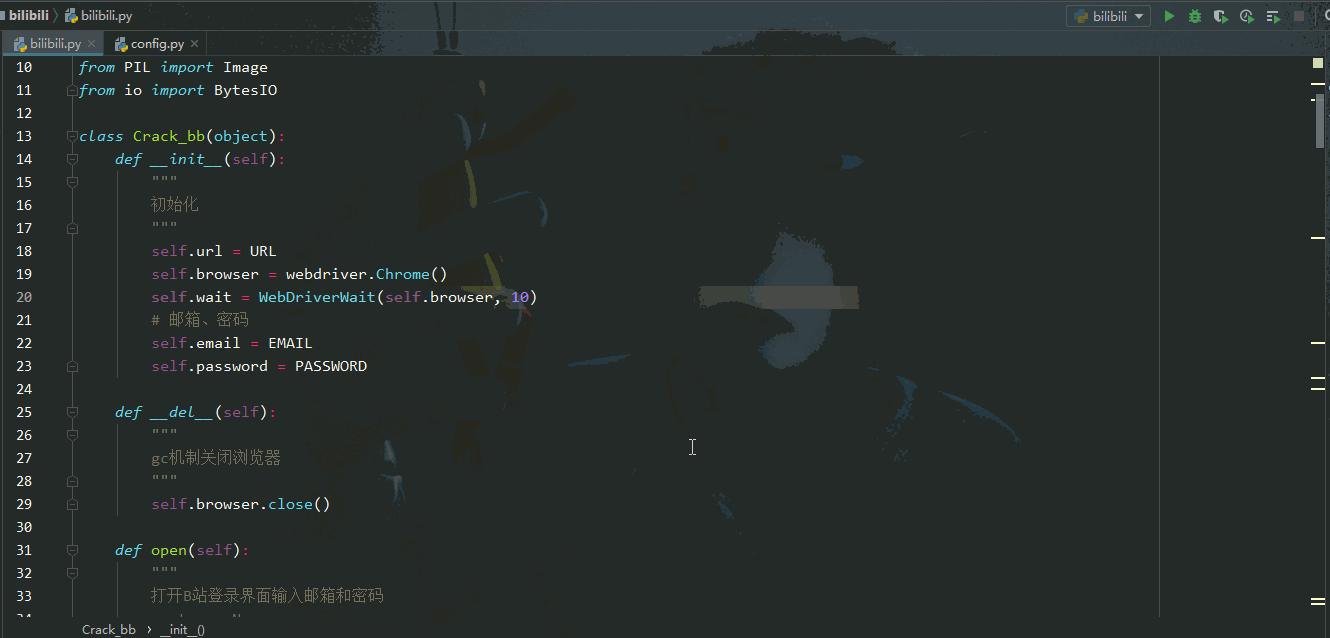 bilibili bilibili.py bilibili
bilibili.py config.py
10 from PIL import Image
11 from io import BytesIO
12
13 class Crack_bb(object):
14 def __init__(self):
15 """
16 初始化
17 """
18 self.url = URL
19 self.browser = webdriver.Chrome()
20 self.wait = WebDriverWait(self.browser, 10)
21 # 邮箱、密码
22 self.email = EMAIL
23 self.password = PASSWORD
24
25 def __del__(self):
26 """
27 gc机制关闭浏览器
28 """
29 self.browser.close()
30
31 def open(self):
32 """
33 打开B站登录界面输入邮箱和密码
Crack_bb › __init__()